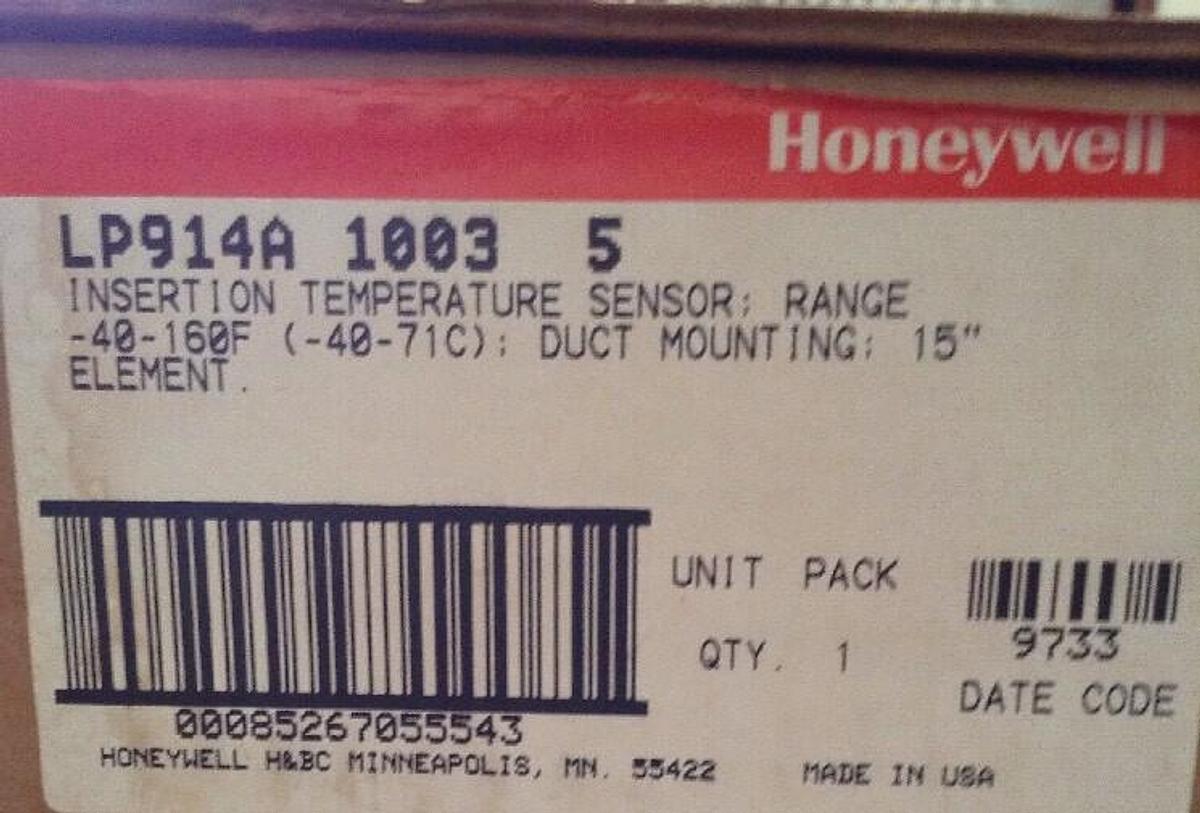 Honeywell
LP914A 1003 5
INSERTION TEMPERATURE SENSOR; RANGE
-40-160F (-40-71C); DUCT MOUNTING; 15"
ELEMENT.
UNIT PACK
QTY. 1
9733
DATE CODE
00085267055543
HONEYWELL H&BC MINNEAPOLIS, MN. 55422 MADE IN USA